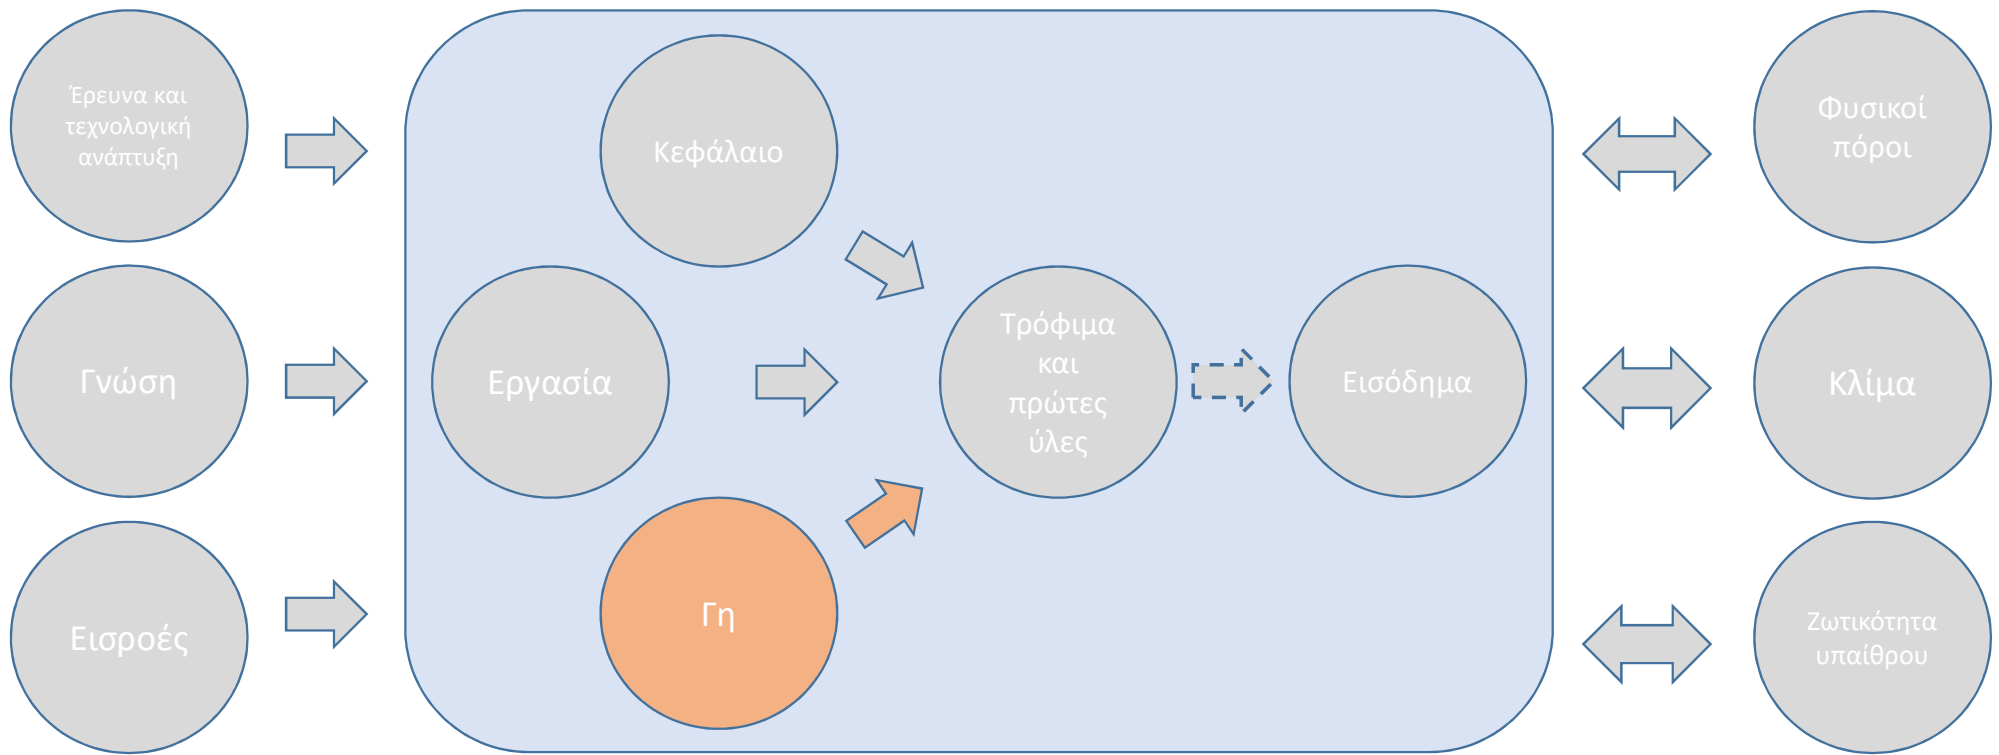 Έρευνα και
τεχνολογική
ανάπτυξη
Γνώση
Εισροές
Κεφάλαιο
Εργασία
Γη
Τρόφιμα
και
πρώτες
ύλες
Εισόδημα
Φυσικοί
πόροι
Κλίμα
Ζωτικότητα
υπαίθρου